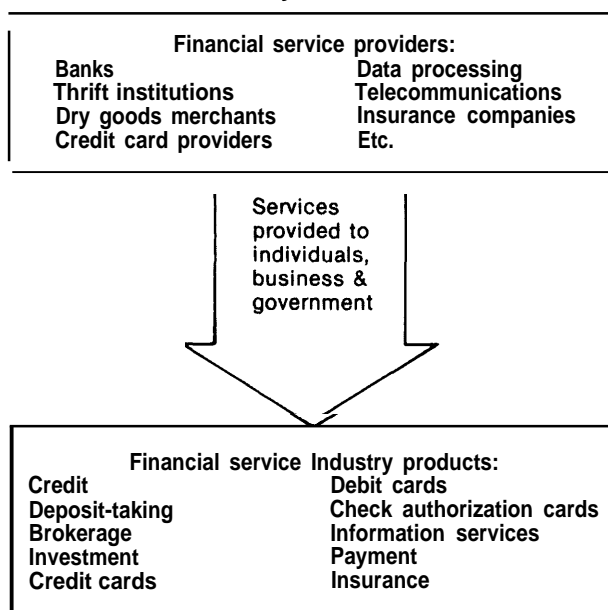 Financial service providers:
Banks Data processing
Thrift institutions Telecommunications
Dry goods merchants Insurance companies
Credit card providers Etc.
Services
provided to
individuals,
business &
government
Financial service Industry products:
Credit Debit cards
Deposit-taking Check authorization cards
Brokerage Information services
Investment Payment
Credit cards Insurance